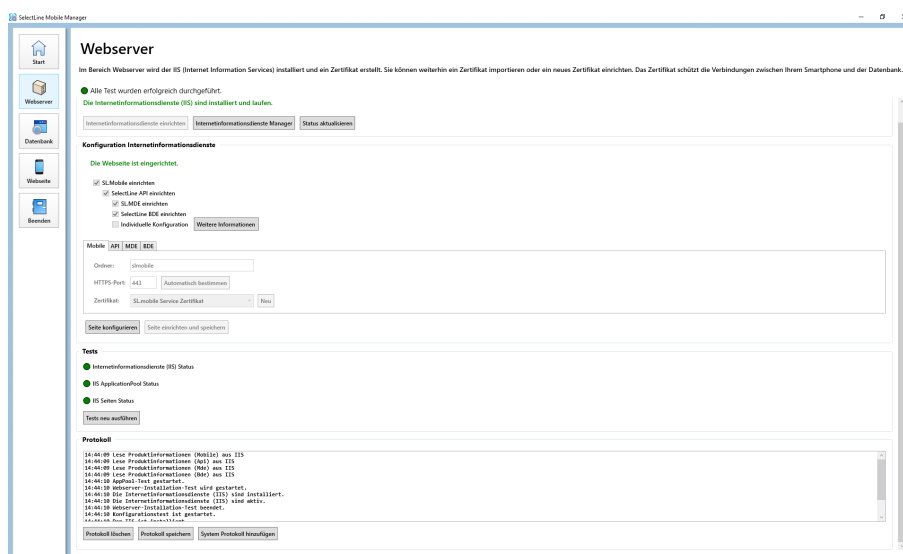 SelectLine Mobile Manager
Start
Webserver
Datenbank
Webseite
Beenden
Webserver
Im Bereich Webserver wird der IIS (Internet Information Services) installiert und ein Zertifikat erstellt. Sie können weiterhin ein Zertifikat importieren oder ein neues Zertifikat einrichten. Das Zertifikat schützt die Verbindungen zwischen Ihrem Smartphone und der Datenbank.
Alle Test wurden erfolgreich durchgeführt.
Die Internetinformationsdienste (IIS) sind installiert und laufen.
Internetinformationsdienste einrichten Internetinformationsdienste Manager Status aktualisieren
Konfiguration Internetinformationsdienste
Die Webseite ist eingerichtet.
SL.Mobile einrichten
SelectLine API einrichten
SL.MDE einrichten
SelectLine BDE einrichten
Individuelle Konfiguration Weitere Informationen
Mobile API MDE BDE
Ordner: slmobile
HTTPS-Port: 443 Automatisch bestimmen
Zertifikat: SL.mobile Service Zertifikat Neu
Seite konfigurieren Seite einrichten und speichern
Tests
Internetinformationsdienste (IIS) Status
IIS ApplicationPool Status
IIS Seiten Status
Tests neu ausführen
Protokoll
14:44:09 Lese Produktinformationen (Mobile) aus IIS
14:44:09 Lese Produktinformationen (Api) aus IIS
14:44:09 Lese Produktinformationen (Mde) aus IIS
14:44:09 Lese Produktinformationen (Bde) aus IIS
14:44:10 AppPool-Test gestartet.
14:44:10 Webserver-Installation-Test wird gestartet.
14:44:10 Die Internetinformationsdienste (IIS) sind installiert.
14:44:10 Die Internetinformationsdienste (IIS) sind aktiv.
14:44:10 Webserver-Installation-Test beendet.
14:44:10 Konfigurationstest ist gestartet.
14:44:10 Der IIS ist installiert
Protokoll löschen Protokoll speichern System Protokoll hinzufügen